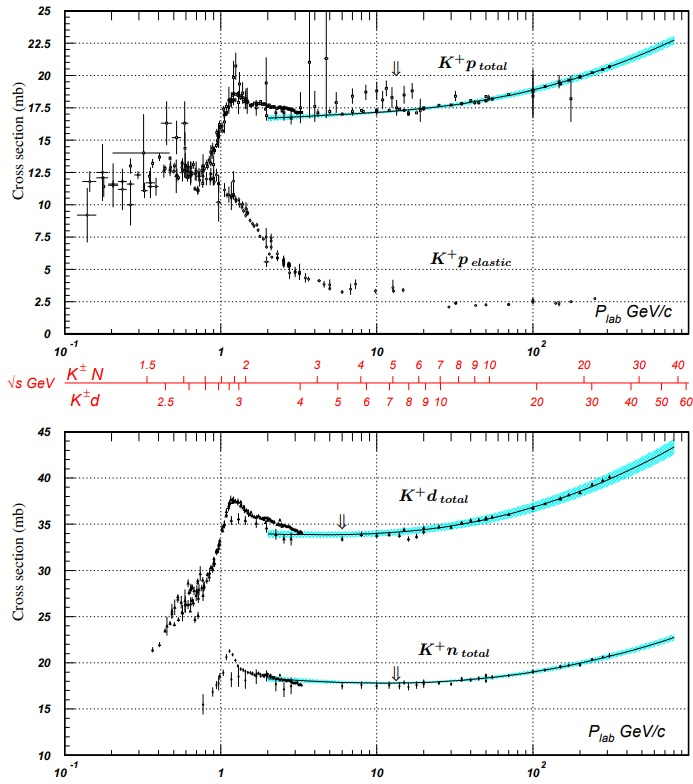 25
22.5
20
17.5
15
12.5
10
7.5
5
2.5
0
Cross section (mb)
K⁺p total
⇓
K⁺p elastic
P lab GeV/c
10⁻¹ 1 10 10²
√s GeV
K± N 1.5 2 3 4 5 6 7 8 9 10 20 30 40
K±d 2.5 3 4 5 6 7 8 9 10 20 30 40 50 60
45
40
35
30
25
20
15
10
Cross section (mb)
K⁺d total
⇓
K⁺n total
⇓
P lab GeV/c
10⁻¹ 1 10 10²